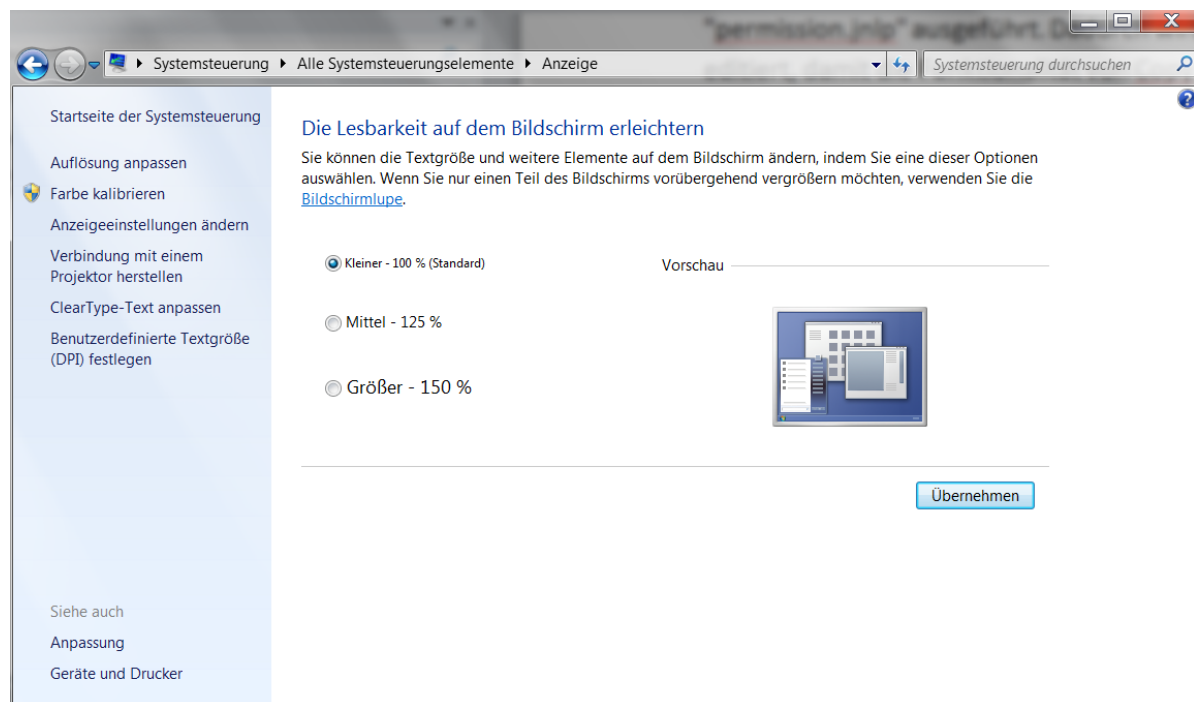 "permission.jnlp" ausgeführt.
Systemsteuerung Alle Systemsteuerungselemente Anzeige
Systemsteuerung durchsuchen
Startseite der Systemsteuerung
Auflösung anpassen
Farbe kalibrieren
Anzeigeeinstellungen ändern
Verbindung mit einem
Projektor herstellen
ClearType-Text anpassen
Benutzerdefinierte Textgröße
(DPI) festlegen
Siehe auch
Anpassung
Geräte und Drucker
Die Lesbarkeit auf dem Bildschirm erleichtern
Sie können die Textgröße und weitere Elemente auf dem Bildschirm ändern, indem Sie eine dieser Optionen
auswählen. Wenn Sie nur einen Teil des Bildschirms vorübergehend vergrößern möchten, verwenden Sie die
Bildschirmlupe.
Kleiner - 100 % (Standard)
Mittel - 125 %
Größer - 150 %
Vorschau
Übernehmen